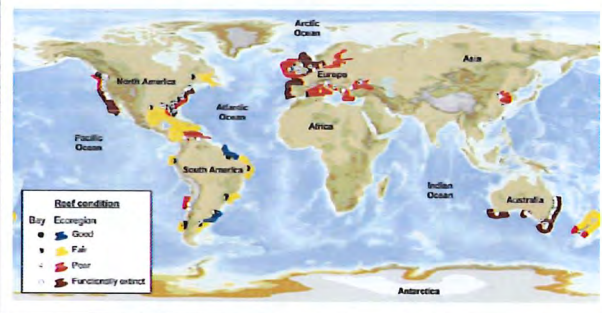 Arctic
Ocean
North America
Europe
Asia
Atlantic
Ocean
Pacific
Ocean
Africa
South America
Indian
Ocean
Australia
Reef condition
Bay Ecoregion
Good
Fair
Poor
Functionally extinct
Antarctica